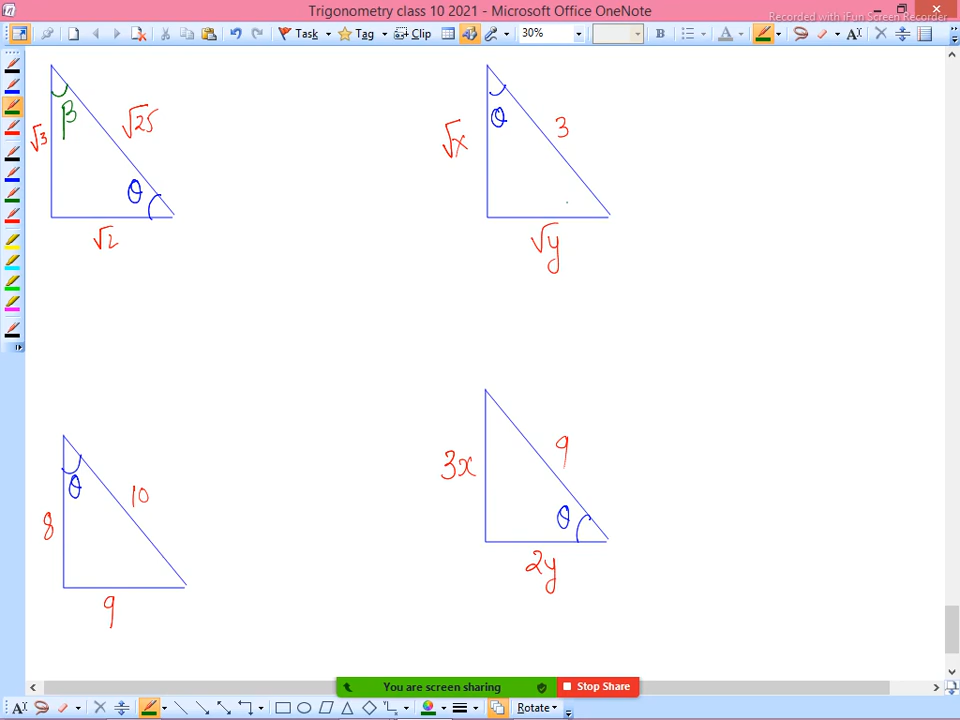 Trigonometry class 10 2021 - Microsoft Office OneNote
Recorded with iFun Screen Recorder
Task
Tag
Clip
30%
B
A
β
√3
√25
θ
√2
θ
√x
3
√y
θ
8
10
9
3x
9
θ
2y
You are screen sharing
Stop Share
Rotate